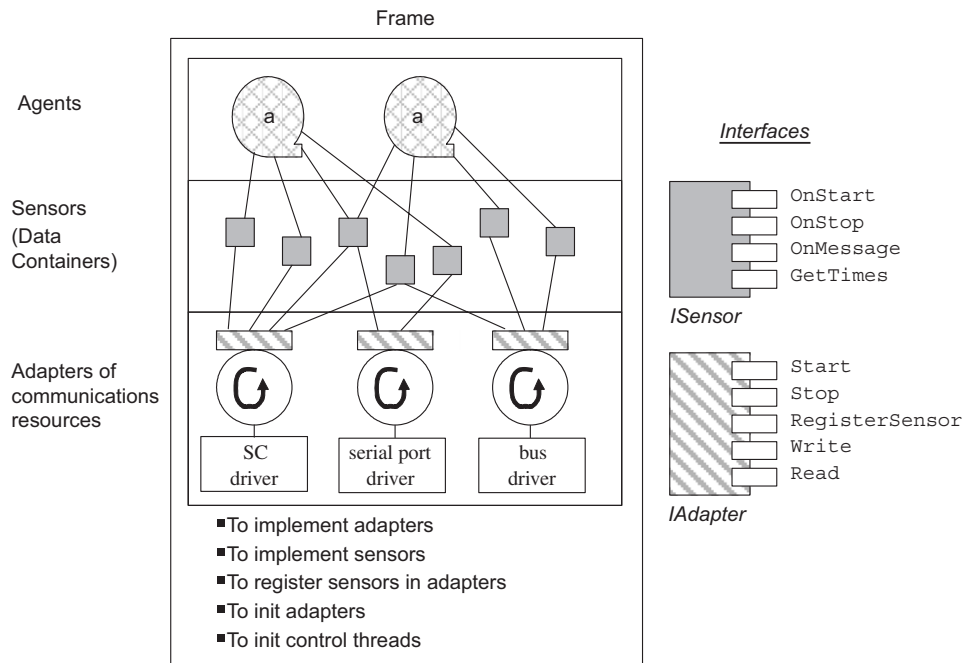 Frame
Agents
a
a
Interfaces
Sensors
(Data
Containers)
OnStart
OnStop
OnMessage
GetTimes
ISensor
Adapters of
communications
resources
Start
Stop
RegisterSensor
Write
Read
IAdapter
SC
driver
serial port
driver
bus
driver
▪To implement adapters
▪To implement sensors
▪To register sensors in adapters
▪To init adapters
▪To init control threads